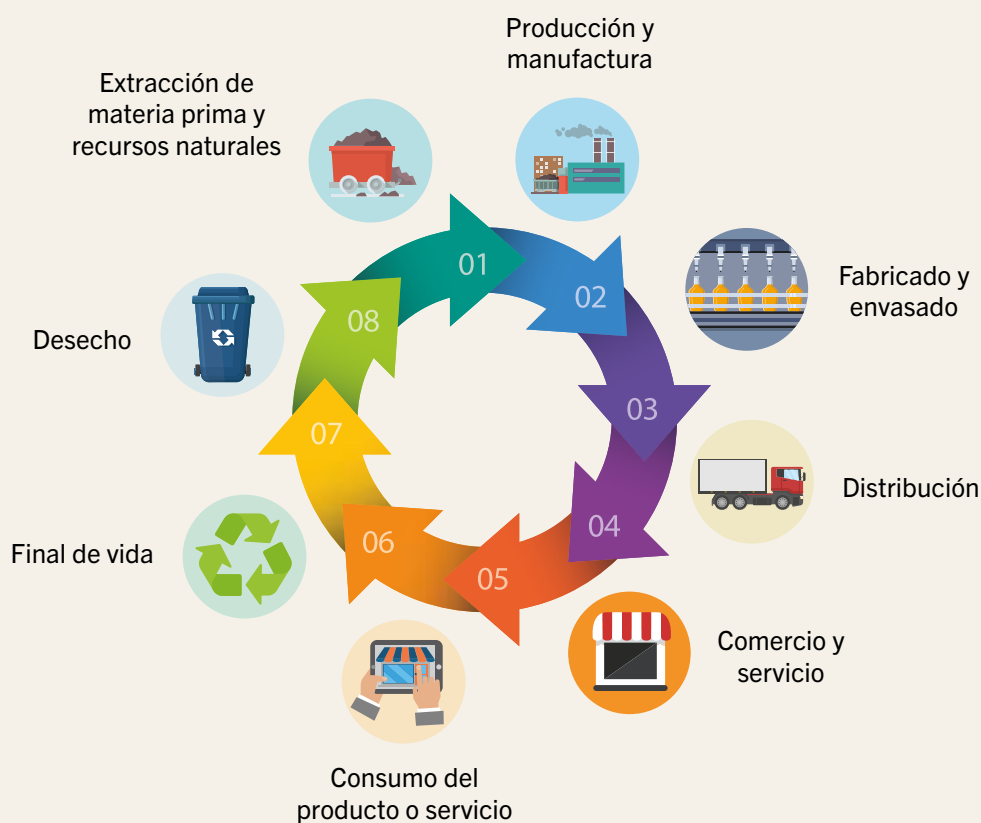 Extracción de
materia prima y
recursos naturales
01
Producción y
manufactura
02
Fabricado y
envasado
03
Distribución
04
Comercio y
servicio
05
Consumo del
producto o servicio
06
Final de vida
07
Desecho
08